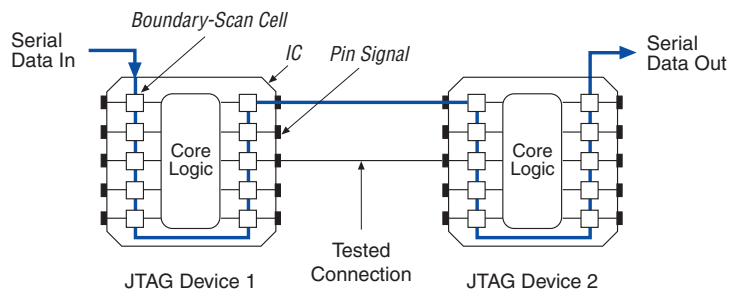 Boundary-Scan Cell
Serial
Data In
IC
Pin Signal
Serial
Data Out
Core
Logic
Core
Logic
Tested
Connection
JTAG Device 1
JTAG Device 2